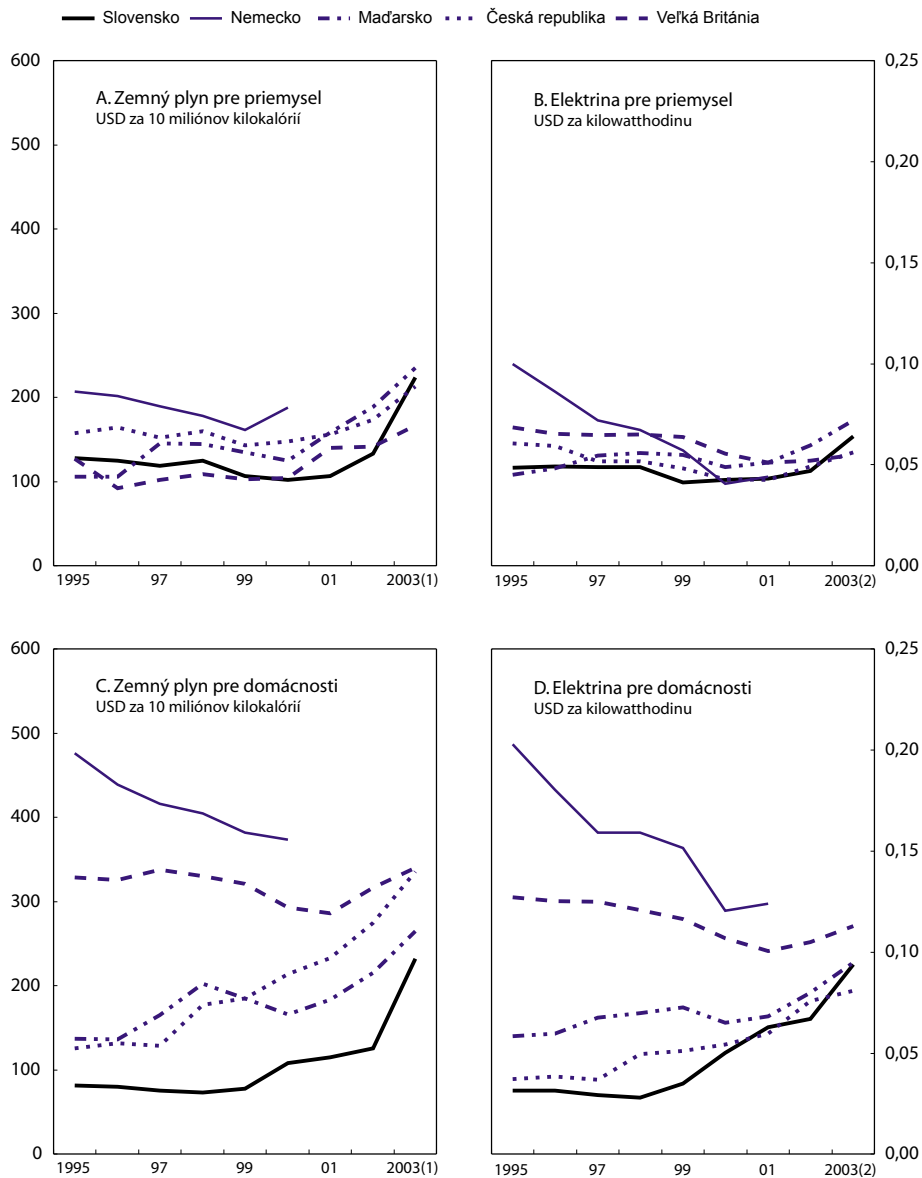 Slovensko Nemecko Maďarsko Česká republika Veľká Británia
600
500
400
300
200
100
0
A. Zemný plyn pre priemysel
USD za 10 miliónov kilokalórií
1995 97 99 01 2003(1)
B. Elektrina pre priemysel
USD za kilowatthodinu
0,25
0,20
0,15
0,10
0,05
0,00
1995 97 99 01 2003(2)
600
500
400
300
200
100
0
C. Zemný plyn pre domácnosti
USD za 10 miliónov kilokalórií
1995 97 99 01 2003(1)
D. Elektrina pre domácnosti
USD za kilowatthodinu
0,25
0,20
0,15
0,10
0,05
0,00
1995 97 99 01 2003(2)